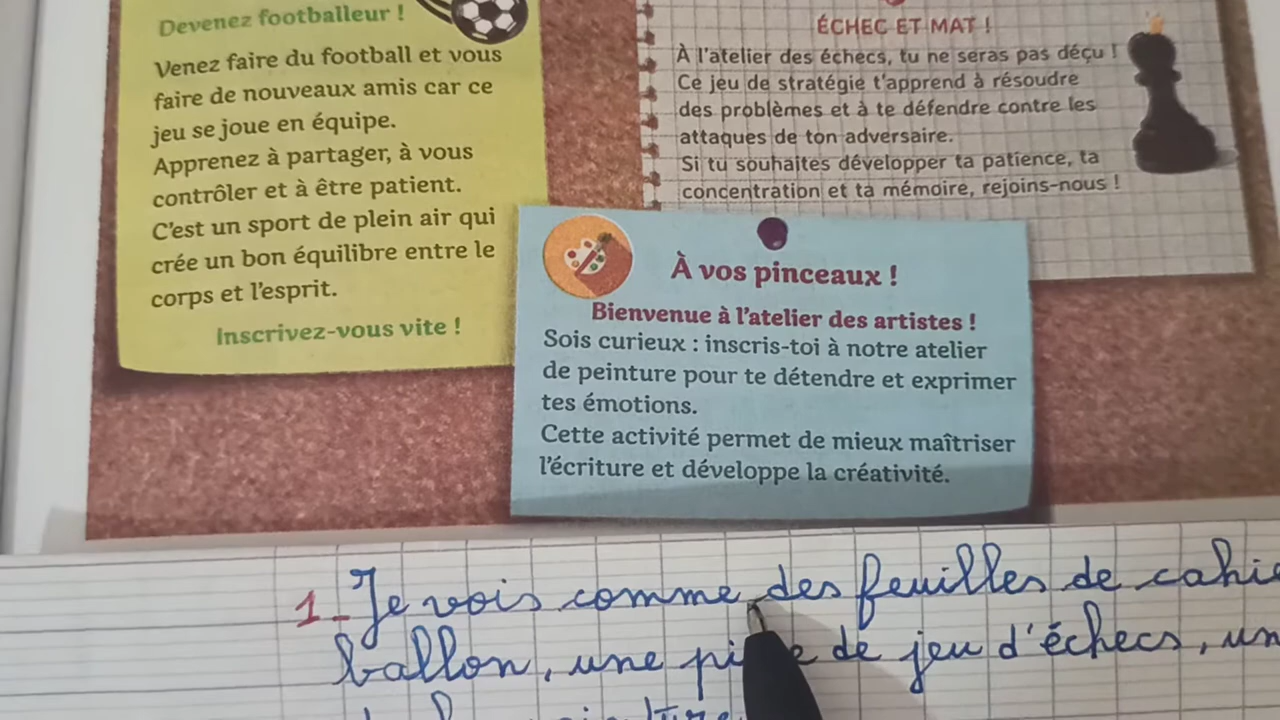 Devenez footballeur !
Venez faire du football et vous
faire de nouveaux amis car ce
jeu se joue en équipe.
Apprenez à partager, à vous
contrôler et à être patient.
C'est un sport de plein air qui
crée un bon équilibre entre le
corps et l'esprit.
Inscrivez-vous vite !
ÉCHEC ET MAT !
À l'atelier des échecs, tu ne seras pas déçu !
Ce jeu de stratégie t'apprend à résoudre
des problèmes et à te défendre contre les
attaques de ton adversaire.
Si tu souhaites développer ta patience, ta
concentration et ta mémoire, rejoins-nous !
À vos pinceaux !
Bienvenue à l'atelier des artistes !
Sois curieux : inscris-toi à notre atelier
de peinture pour te détendre et exprimer
tes émotions.
Cette activité permet de mieux maîtriser
l'écriture et développe la créativité.
1_ Je vois comme des feuilles de cahie
ballon, une de jeu d'échecs, un